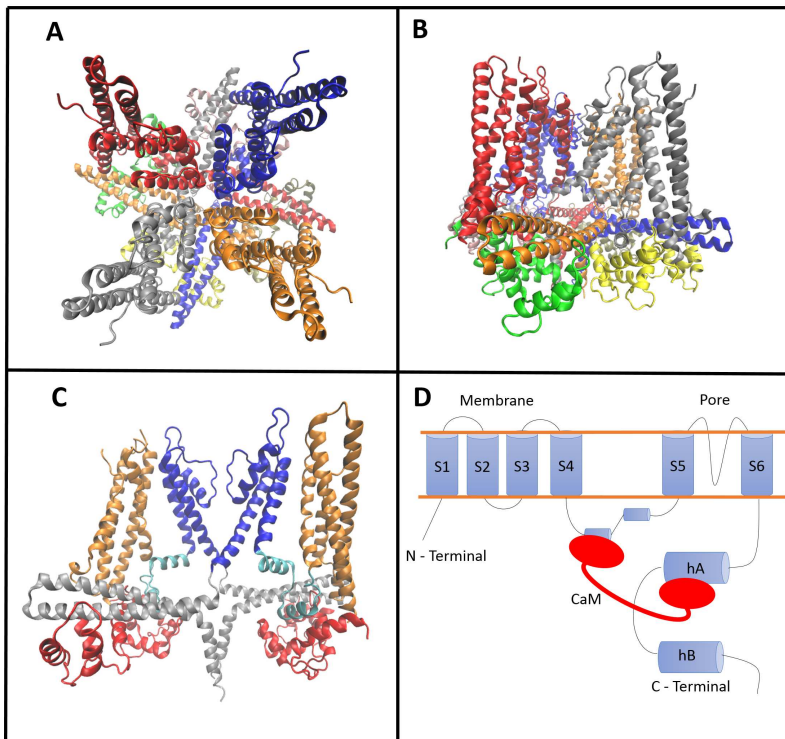 A
B
C
D
Membrane
Pore
S1
S2
S3
S4
S5
S6
N - Terminal
hA
CaM
hB
C - Terminal